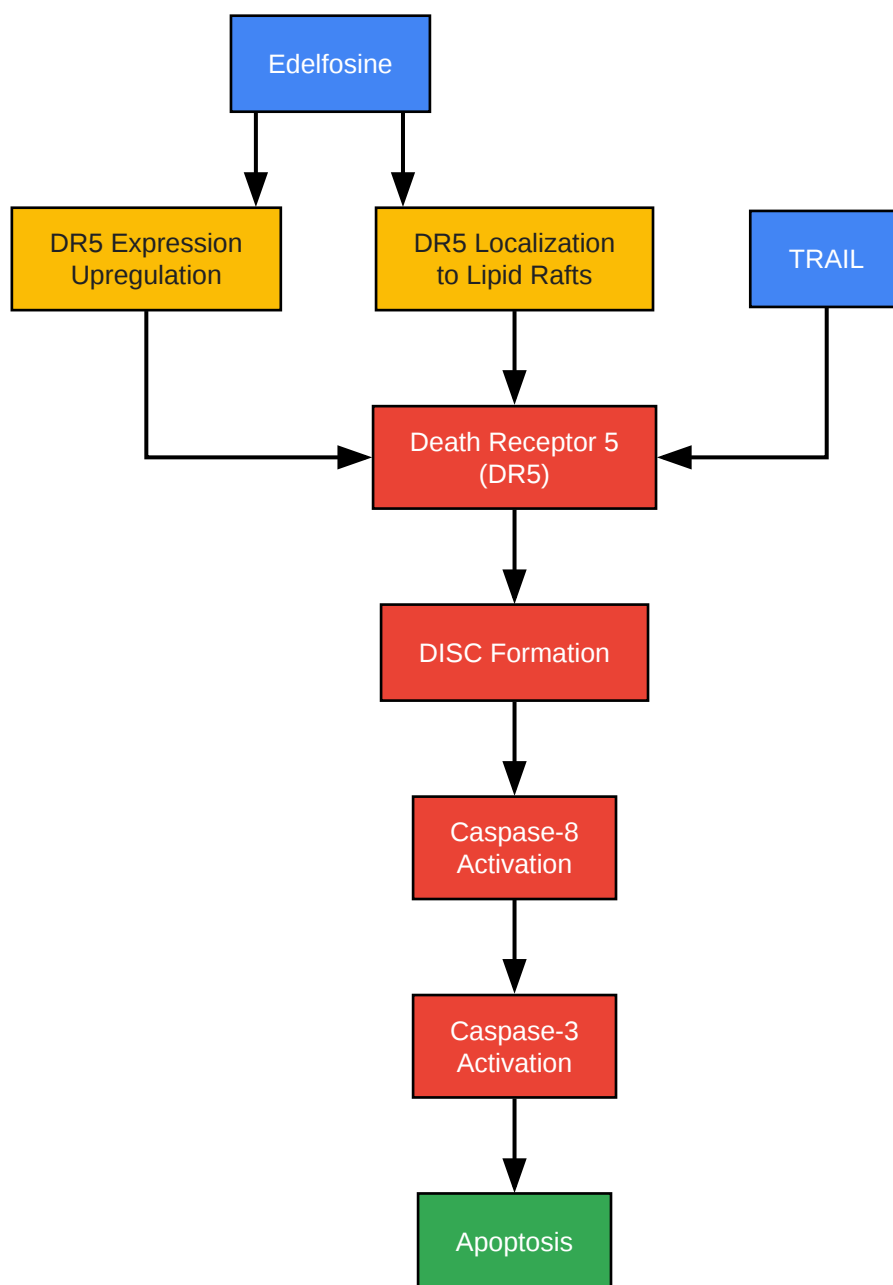 Edelfosine
DR5 Expression
Upregulation
DR5 Localization
to Lipid Rafts
TRAIL
Death Receptor 5
(DR5)
DISC Formation
Caspase-8
Activation
Caspase-3
Activation
Apoptosis